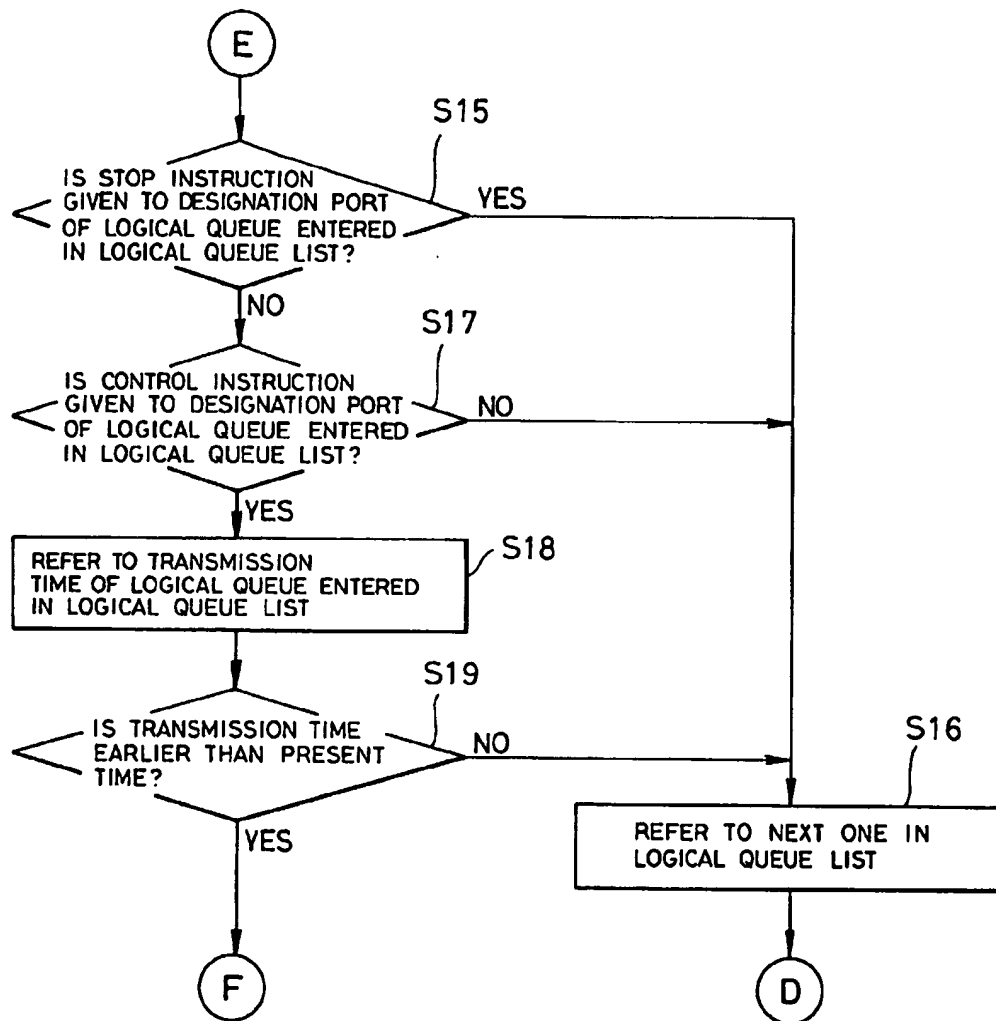 E
S15
IS STOP INSTRUCTION
GIVEN TO DESIGNATION PORT
OF LOGICAL QUEUE ENTERED
IN LOGICAL QUEUE LIST?
YES
NO
S17
IS CONTROL INSTRUCTION
GIVEN TO DESIGNATION PORT
OF LOGICAL QUEUE ENTERED
IN LOGICAL QUEUE LIST?
NO
YES
S18
REFER TO TRANSMISSION
TIME OF LOGICAL QUEUE ENTERED
IN LOGICAL QUEUE LIST
S19
IS TRANSMISSION TIME
EARLIER THAN PRESENT
TIME?
NO
YES
S16
REFER TO NEXT ONE IN
LOGICAL QUEUE LIST
F
D